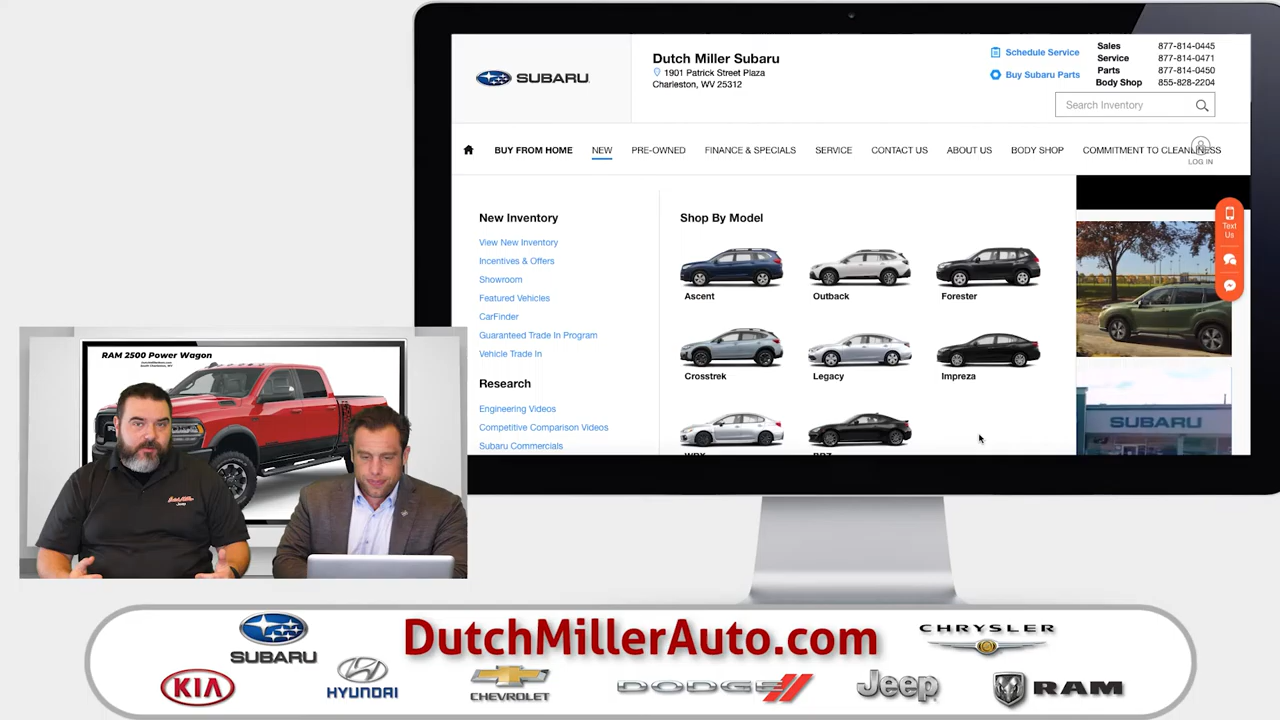 SUBARU
Dutch Miller Subaru
1901 Patrick Street Plaza
Charleston, WV 25312
Schedule Service
Buy Subaru Parts
Sales 877-814-0445
Service 877-814-0471
Parts 877-814-0450
Body Shop 855-828-2204
Search Inventory
BUY FROM HOME NEW PRE-OWNED FINANCE & SPECIALS SERVICE CONTACT US ABOUT US BODY SHOP COMMITMENT TO CLEANLINESS
LOG IN
New Inventory
View New Inventory
Incentives & Offers
Showroom
Featured Vehicles
CarFinder
Guaranteed Trade In Program
Vehicle Trade In
Research
Engineering Videos
Competitive Comparison Videos
Subaru Commercials
Shop By Model
Ascent Outback Forester
Crosstrek Legacy Impreza
WRX BRZ
Text
Us
SUBARU
RAM 2500 Power Wagon
Dutch Miller
Jeep
SUBARU
KIA
HYUNDAI
DutchMillerAuto.com
CHEVROLET
DODGE
CHRYSLER
Jeep
RAM